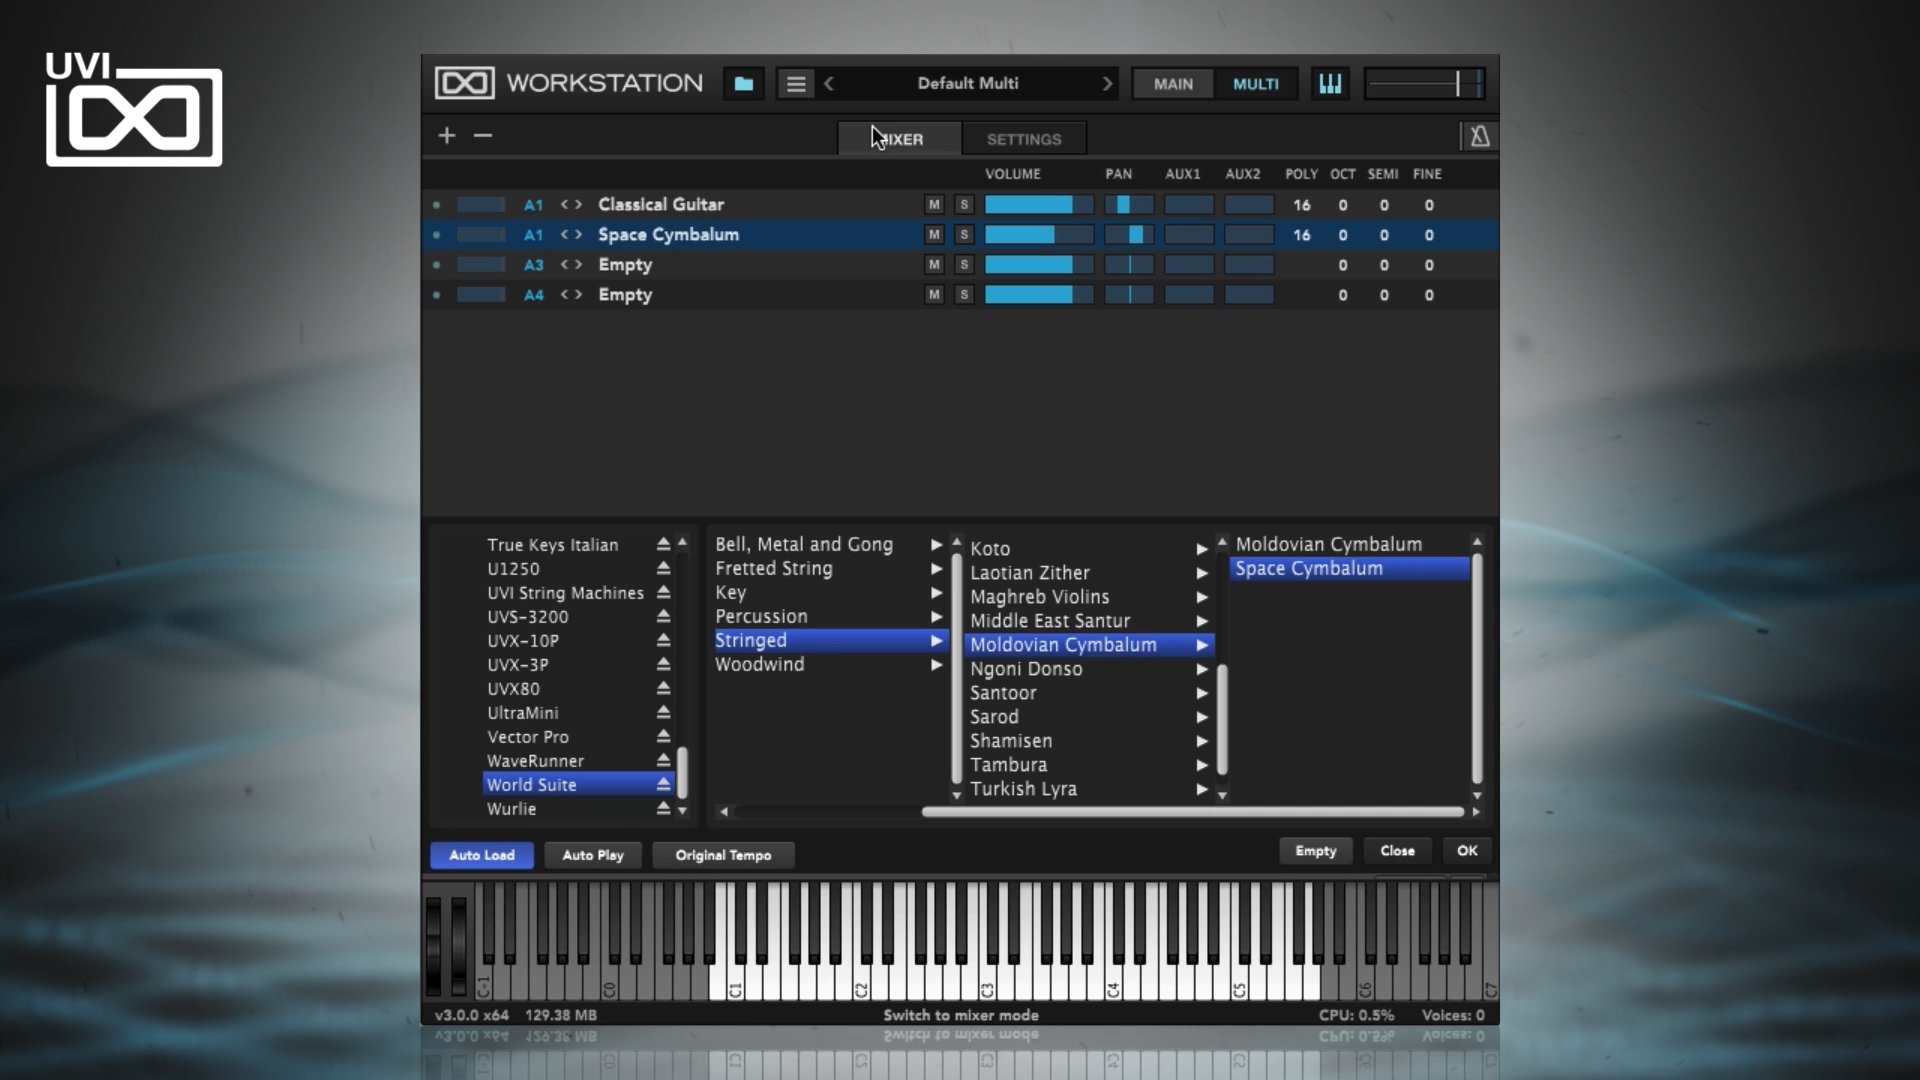 UVI
WORKSTATION
Default Multi
MAIN
MULTI
+ −
MIXER
SETTINGS
VOLUME PAN AUX1 AUX2 POLY OCT SEMI FINE
A1 < > Classical Guitar M S 16 0 0 0
A1 < > Space Cymbalum M S 16 0 0 0
A3 < > Empty M S 0 0 0
A4 < > Empty M S 0 0 0
True Keys Italian
U1250
UVI String Machines
UVS-3200
UVX-10P
UVX-3P
UVX80
UltraMini
Vector Pro
WaveRunner
World Suite
Wurlie
Bell, Metal and Gong
Fretted String
Key
Percussion
Stringed
Woodwind
Koto
Laotian Zither
Maghreb Violins
Middle East Santur
Moldovian Cymbalum
Ngoni Donso
Santoor
Sarod
Shamisen
Tambura
Turkish Lyra
Moldovian Cymbalum
Space Cymbalum
Auto Load
Auto Play
Original Tempo
Empty
Close
OK
C-1 C0 C1 C2 C3 C4 C5 C6 C7
v3.0.0 x64 129.38 MB Switch to mixer mode CPU: 0.5% Voices: 0